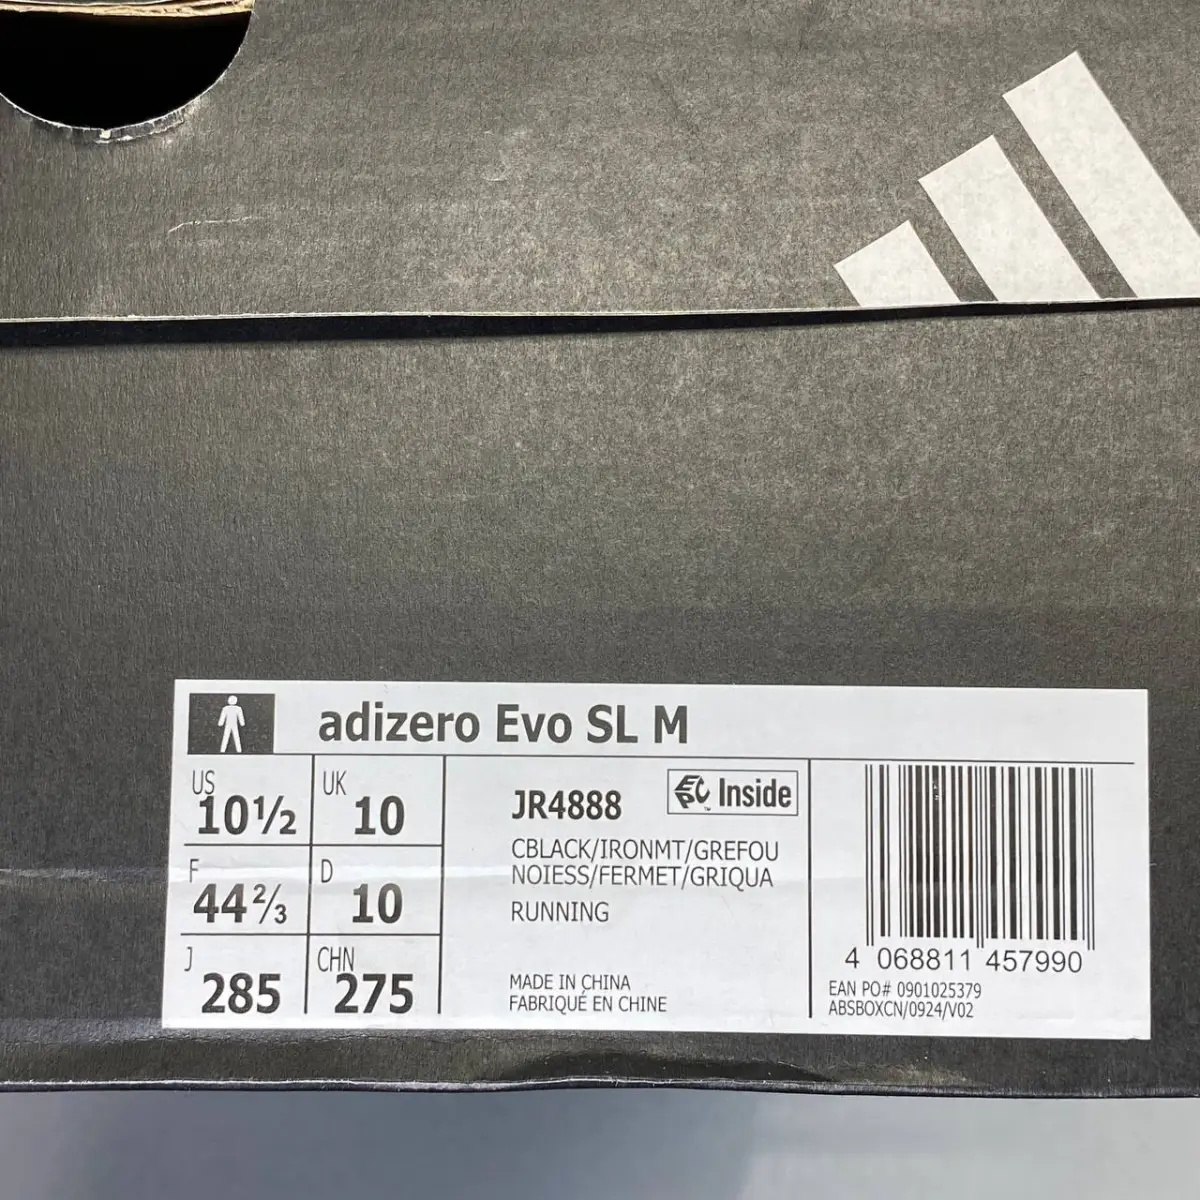 adizero Evo SL M
US
10½
UK
10
F
44⅔
D
10
J
285
CHN
275
JR4888
Inside
CBLACK/IRONMT/GREFOU
NOIESS/FERMET/GRIQUA
RUNNING
MADE IN CHINA
FABRIQUÉ EN CHINE
4 068811 457990
EAN PO# 0901025379
ABSBOXCN/0924/V02